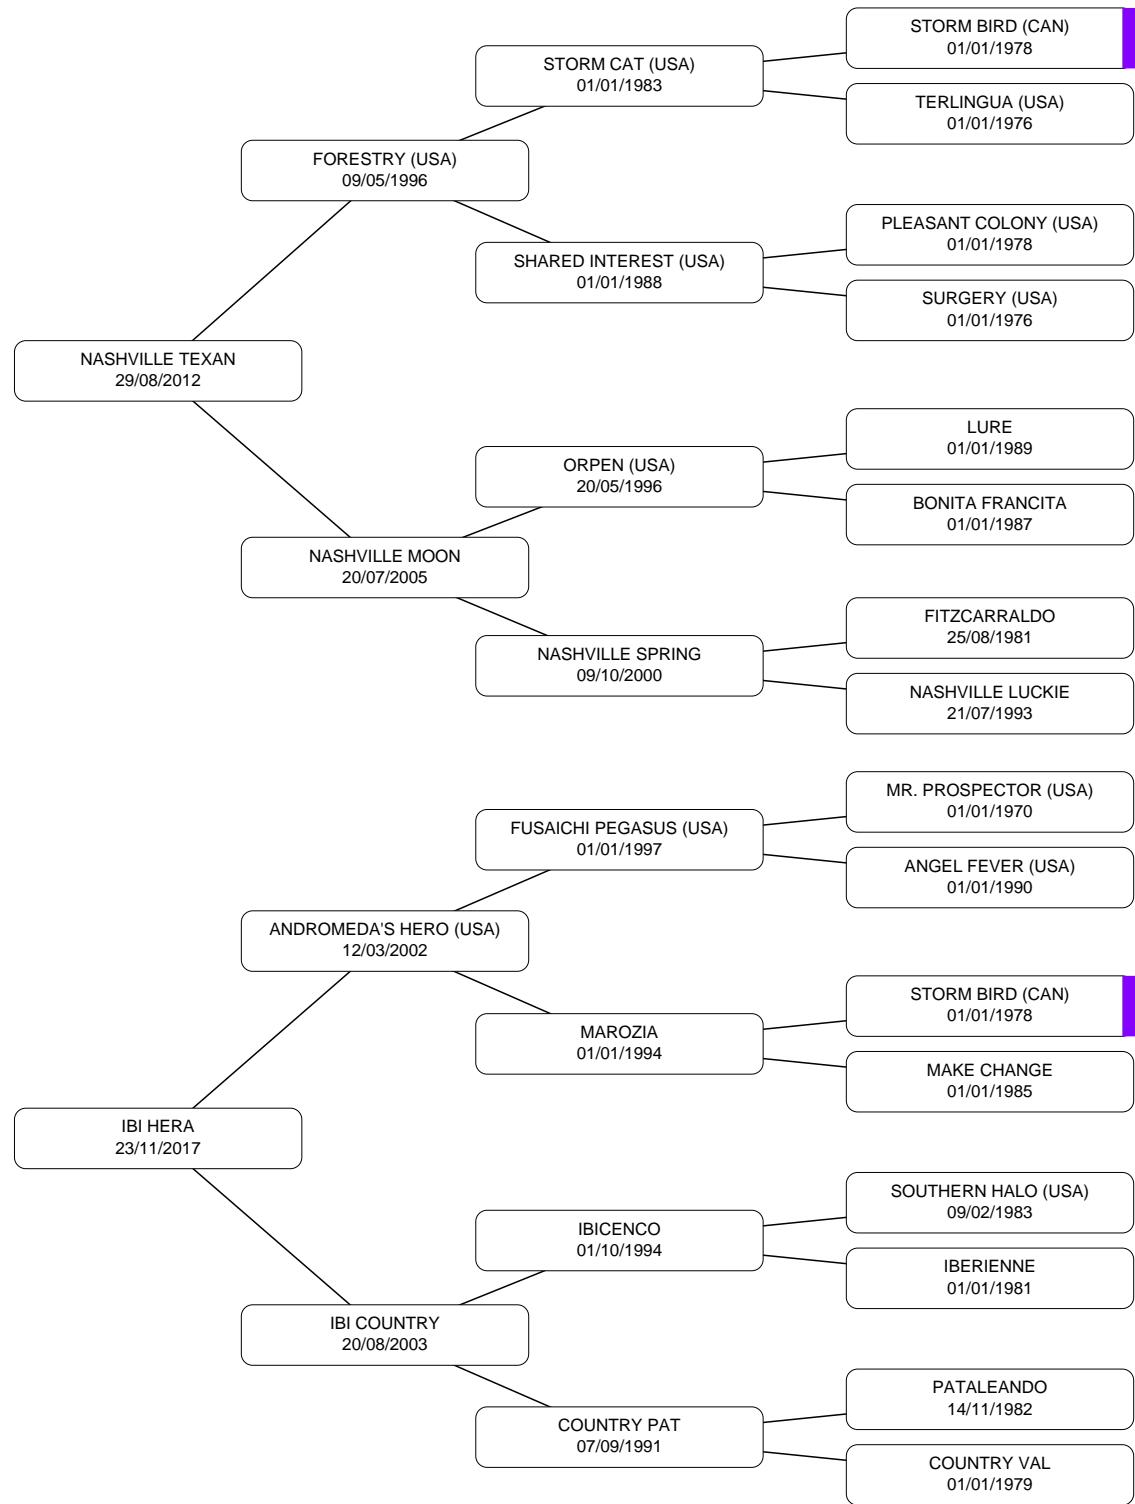 STORM BIRD (CAN)
01/01/1978
STORM CAT (USA)
01/01/1983
TERLINGUA (USA)
01/01/1976
FORESTRY (USA)
09/05/1996
PLEASANT COLONY (USA)
01/01/1978
SHARED INTEREST (USA)
01/01/1988
SURGERY (USA)
01/01/1976
NASHVILLE TEXAN
29/08/2012
LURE
01/01/1989
ORPEN (USA)
20/05/1996
BONITA FRANCITA
01/01/1987
NASHVILLE MOON
20/07/2005
FITZCARRALDO
25/08/1981
NASHVILLE SPRING
09/10/2000
NASHVILLE LUCKIE
21/07/1993
MR. PROSPECTOR (USA)
01/01/1970
FUSAICHI PEGASUS (USA)
01/01/1997
ANGEL FEVER (USA)
01/01/1990
ANDROMEDA'S HERO (USA)
12/03/2002
STORM BIRD (CAN)
01/01/1978
MAROZIA
01/01/1994
MAKE CHANGE
01/01/1985
IBI HERA
23/11/2017
SOUTHERN HALO (USA)
09/02/1983
IBICENCO
01/10/1994
IBERIENNE
01/01/1981
IBI COUNTRY
20/08/2003
PATALEANDO
14/11/1982
COUNTRY PAT
07/09/1991
COUNTRY VAL
01/01/1979